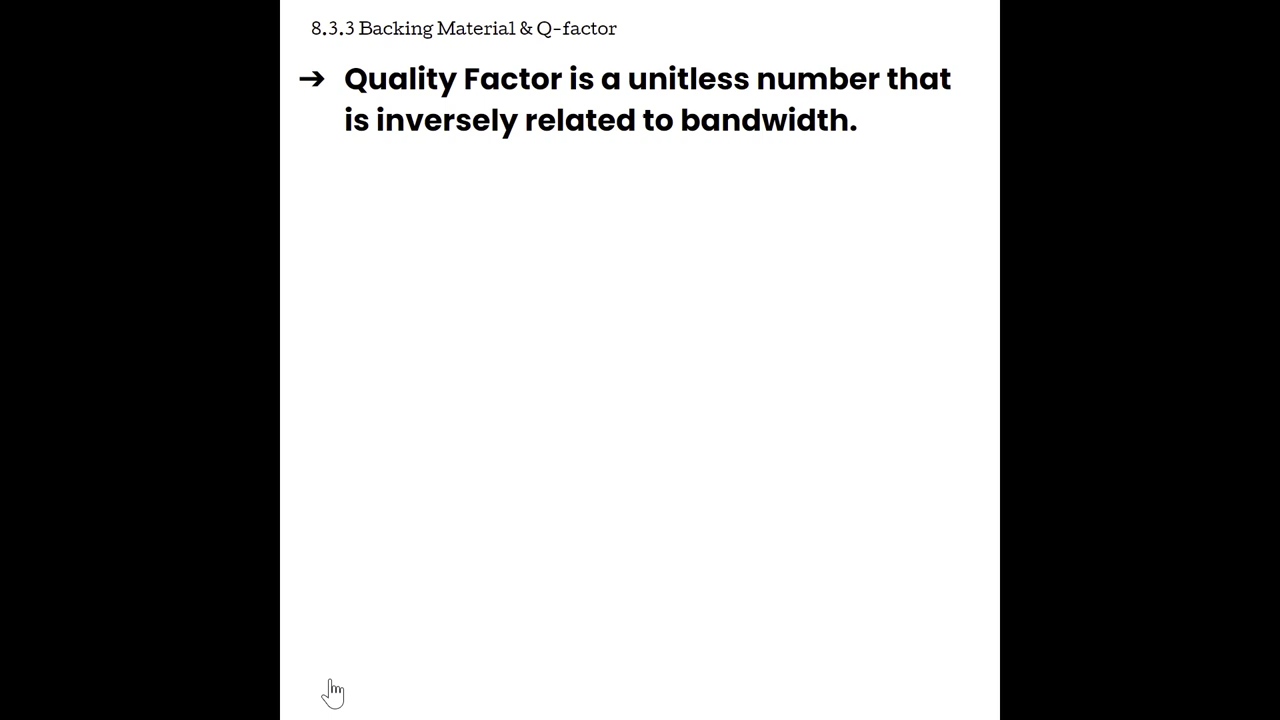 8.3.3 Backing Material & Q-factor
➔ Quality Factor is a unitless number that
is inversely related to bandwidth.